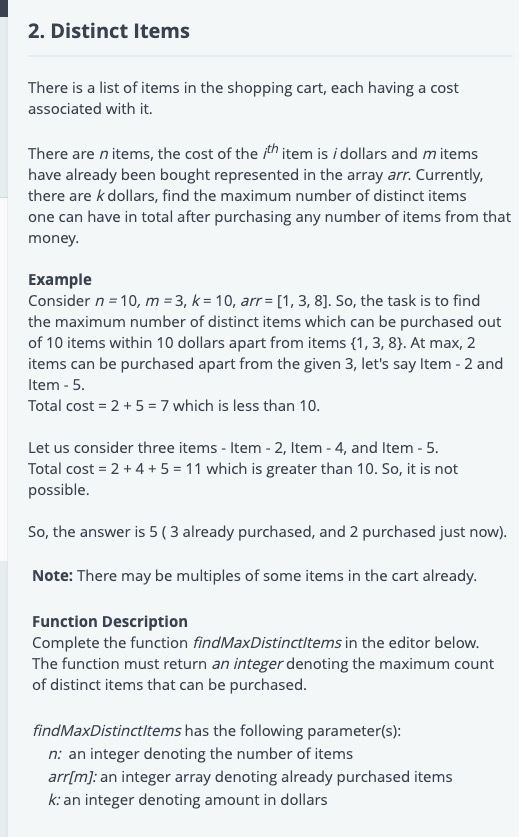 2. Distinct Items
There is a list of items in the shopping cart, each having a cost
associated with it.
There are n items, the cost of the ith item is i dollars and m items
have already been bought represented in the array arr. Currently,
there are k dollars, find the maximum number of distinct items
one can have in total after purchasing any number of items from that
money.
Example
Consider n = 10, m = 3, k = 10, arr = [1, 3, 8]. So, the task is to find
the maximum number of distinct items which can be purchased out
of 10 items within 10 dollars apart from items {1, 3, 8}. At max, 2
items can be purchased apart from the given 3, let's say Item - 2 and
Item - 5.
Total cost = 2 + 5 = 7 which is less than 10.
Let us consider three items - Item - 2, Item - 4, and Item - 5.
Total cost = 2 + 4 + 5 = 11 which is greater than 10. So, it is not
possible.
So, the answer is 5 ( 3 already purchased, and 2 purchased just now).
Note: There may be multiples of some items in the cart already.
Function Description
Complete the function findMaxDistinctItems in the editor below.
The function must return an integer denoting the maximum count
of distinct items that can be purchased.
findMaxDistinctItems has the following parameter(s):
n: an integer denoting the number of items
arr[m]: an integer array denoting already purchased items
k: an integer denoting amount in dollars